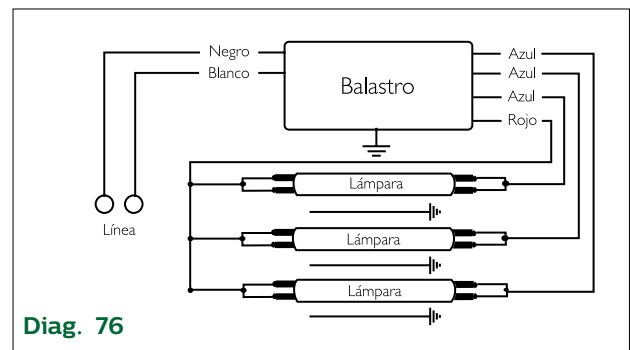 Negro
Blanco
Balastro
Azul
Azul
Azul
Rojo
Lámpara
Lámpara
Lámpara
Línea
Diag. 76